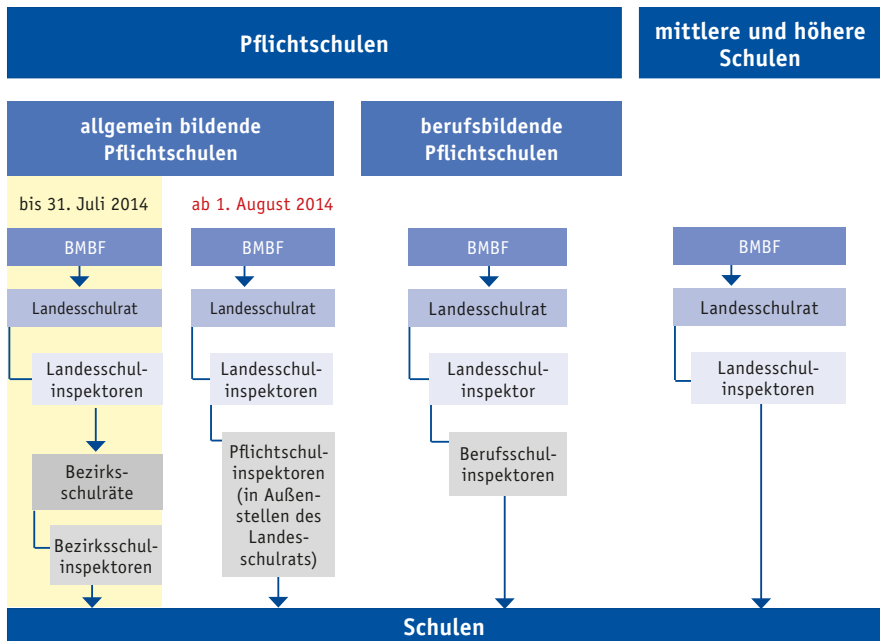 Pflichtschulen
mittlere und höhere
Schulen
allgemein bildende
Pflichtschulen
berufsbildende
Pflichtschulen
bis 31. Juli 2014
ab 1. August 2014
BMBF
BMBF
BMBF
BMBF
Landesschulrat
Landesschulrat
Landesschulrat
Landesschulrat
Landesschul-
inspektoren
Landesschul-
inspektoren
Landesschul-
inspektor
Landesschul-
inspektoren
Bezirks-
schulräte
Bezirksschul-
inspektoren
Pflichtschul-
inspektoren
(in Außen-
stellen des
Landes-
schulrats)
Berufsschul-
inspektoren
Schulen